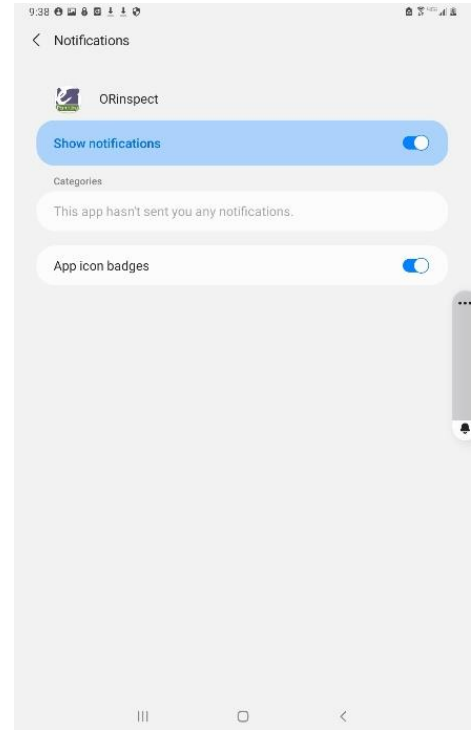 9:38
Notifications
ORinspect
Show notifications
Categories
This app hasn't sent you any notifications.
App icon badges